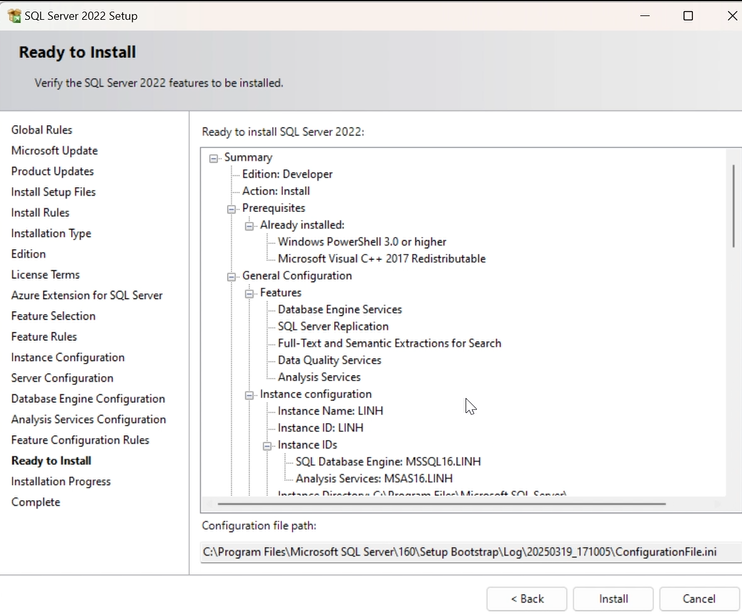 SQL Server 2022 Setup
Ready to Install
Verify the SQL Server 2022 features to be installed.
Global Rules
Microsoft Update
Product Updates
Install Setup Files
Install Rules
Installation Type
Edition
License Terms
Azure Extension for SQL Server
Feature Selection
Feature Rules
Instance Configuration
Server Configuration
Database Engine Configuration
Analysis Services Configuration
Feature Configuration Rules
Ready to Install
Installation Progress
Complete
Ready to install SQL Server 2022:
Summary
Edition: Developer
Action: Install
Prerequisites
Already installed:
Windows PowerShell 3.0 or higher
Microsoft Visual C++ 2017 Redistributable
General Configuration
Features
Database Engine Services
SQL Server Replication
Full-Text and Semantic Extractions for Search
Data Quality Services
Analysis Services
Instance configuration
Instance Name: LINH
Instance ID: LINH
Instance IDs
SQL Database Engine: MSSQL16.LINH
Analysis Services: MSAS16.LINH
Instance Directory: C:\Program Files\Microsoft SQL Server\
Configuration file path:
C:\Program Files\Microsoft SQL Server\160\Setup Bootstrap\Log\20250319_171005\ConfigurationFile.ini
< Back
Install
Cancel